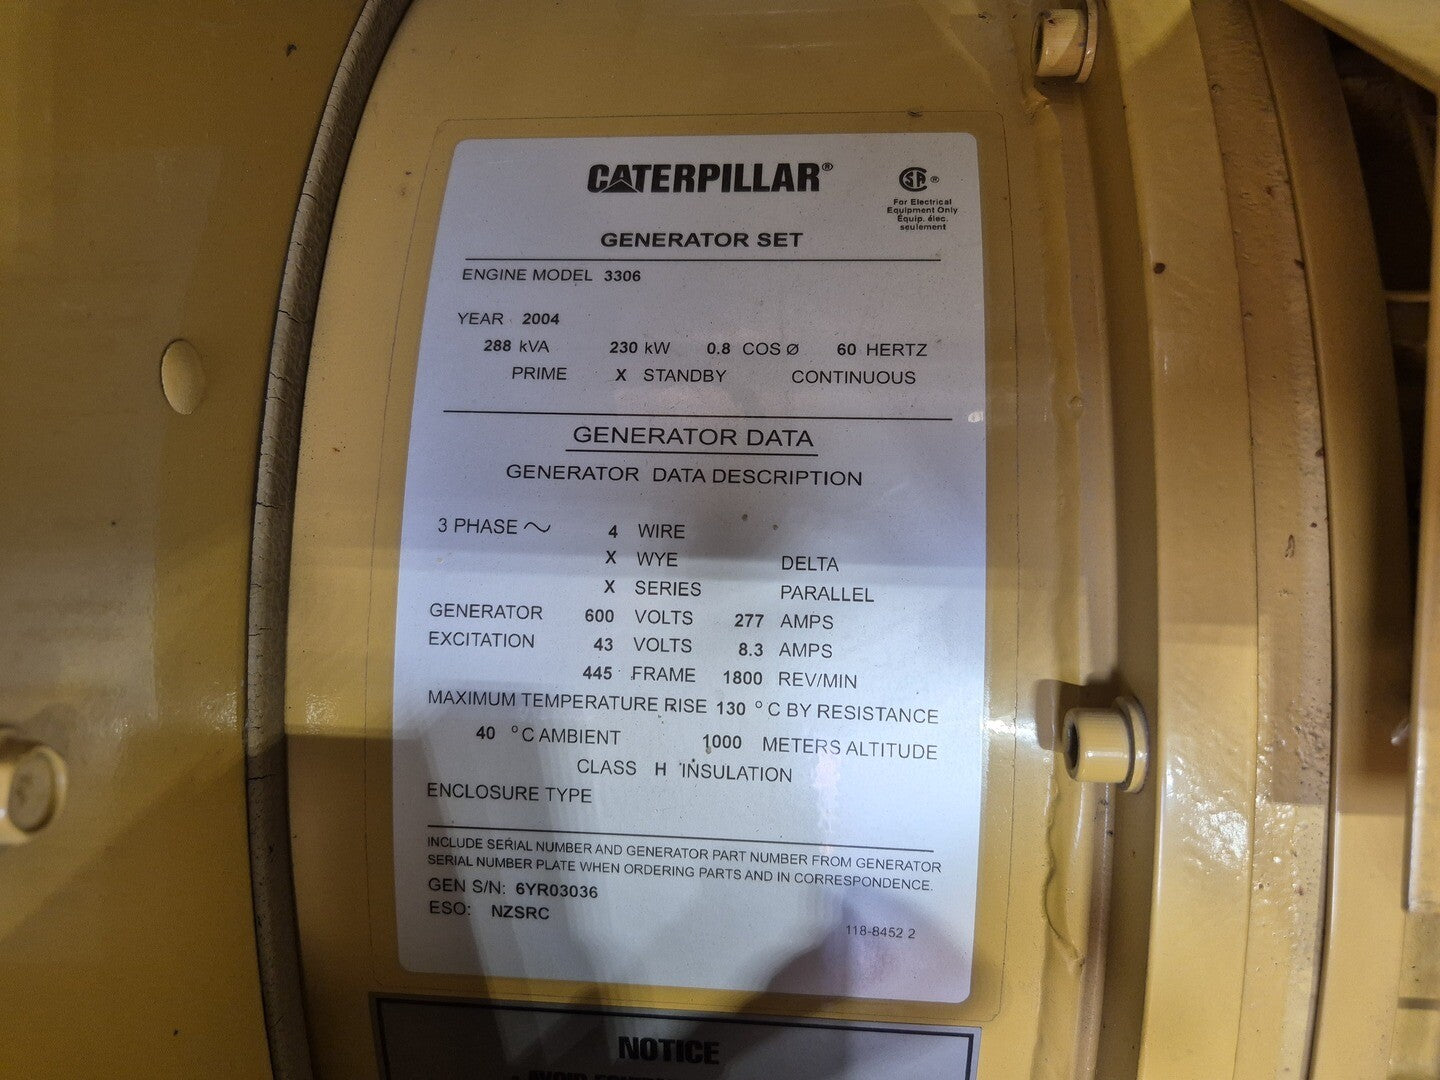 CATERPILLAR®
SA ®
For Electrical
Equipment Only
Équip. élec.
seulement
GENERATOR SET
ENGINE MODEL 3306
YEAR 2004
288 kVA 230 kW 0.8 COS Ø 60 HERTZ
PRIME X STANDBY CONTINUOUS
GENERATOR DATA
GENERATOR DATA DESCRIPTION
3 PHASE ~ 4 WIRE
X WYE DELTA
X SERIES PARALLEL
GENERATOR 600 VOLTS 277 AMPS
EXCITATION 43 VOLTS 8.3 AMPS
445 FRAME 1800 REV/MIN
MAXIMUM TEMPERATURE RISE 130 °C BY RESISTANCE
40 °C AMBIENT 1000 METERS ALTITUDE
CLASS H INSULATION
ENCLOSURE TYPE
INCLUDE SERIAL NUMBER AND GENERATOR PART NUMBER FROM GENERATOR
SERIAL NUMBER PLATE WHEN ORDERING PARTS AND IN CORRESPONDENCE.
GEN S/N: 6YR03036
ESO: NZSRC
118-8452 2
NOTICE